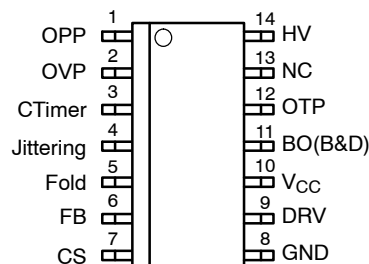 1 14
OPP HV
2 13
OVP NC
3 12
CTimer OTP
4 11
Jittering BO(B&D)
5 10
Fold VCC
6 9
FB DRV
7 8
CS GND